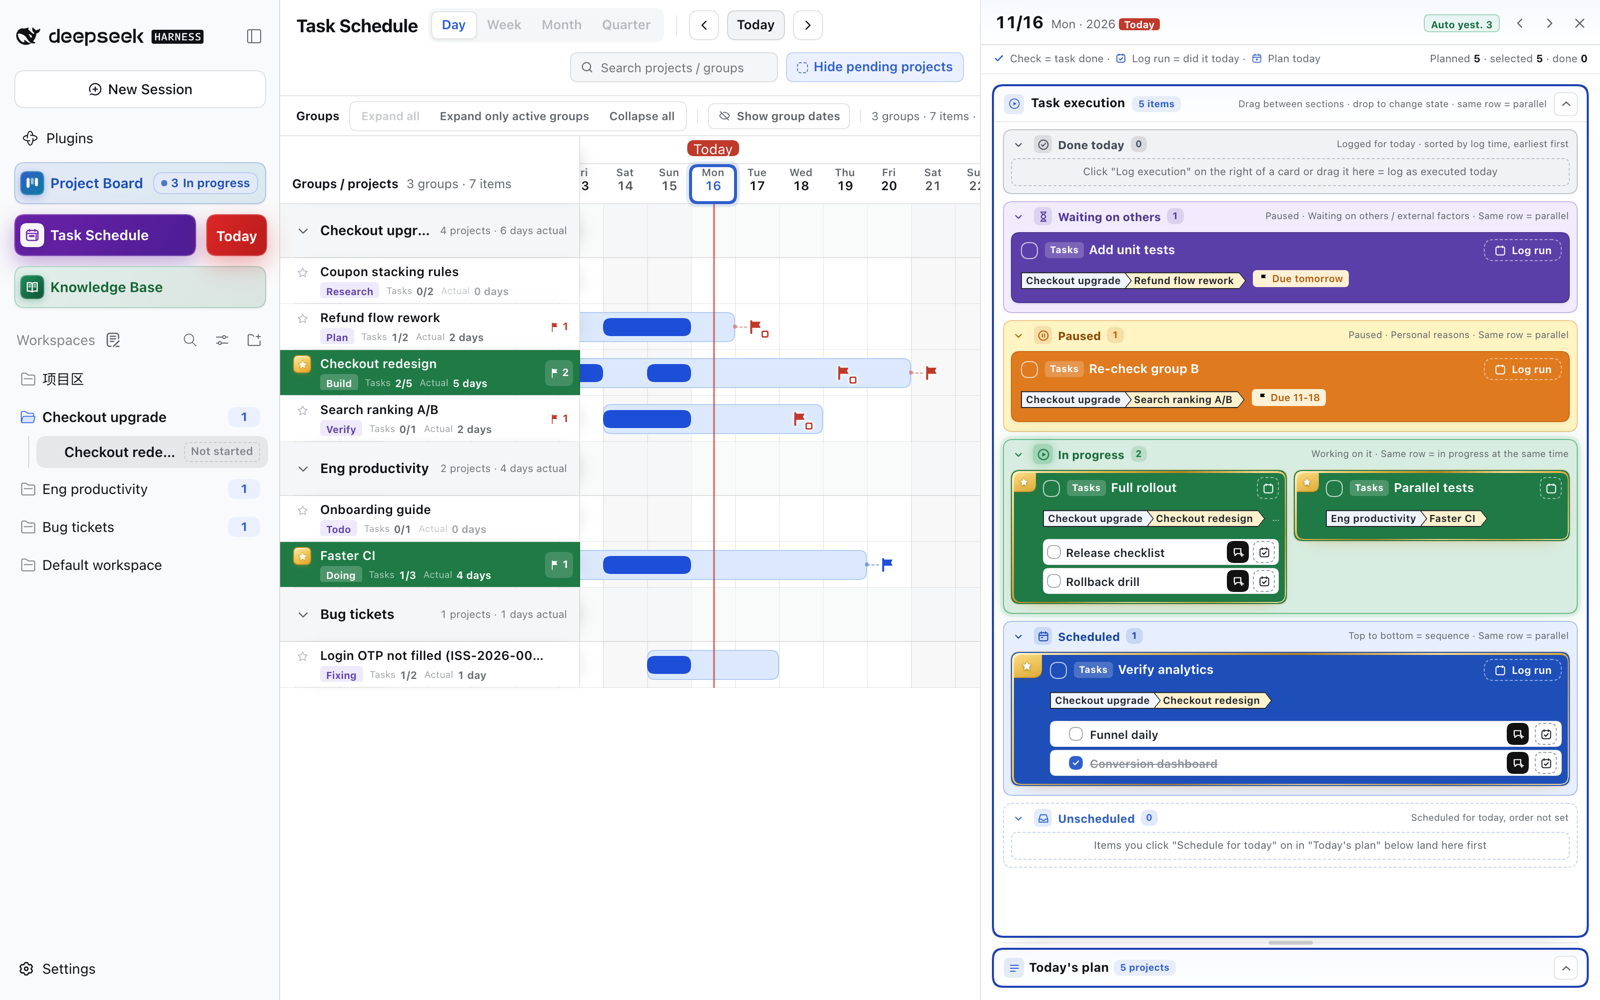 deepseek HARNESS
New Session
Plugins
Project Board
3 In progress
Task Schedule
Today
Knowledge Base
Workspaces
项目区
Checkout upgrade
1
Checkout rede...
Not started
Eng productivity
1
Bug tickets
1
Default workspace
Settings
Task Schedule
Day
Week
Month
Quarter
Today
Search projects / groups
Hide pending projects
Groups
Expand all
Expand only active groups
Collapse all
Show group dates
3 groups · 7 items ·
Today
Groups / projects
3 groups · 7 items
ri 3
Sat 14
Sun 15
Mon 16
Tue 17
Wed 18
Thu 19
Fri 20
Sat 21
Su 22
Checkout upgr...
4 projects · 6 days actual
Coupon stacking rules
Research Tasks 0/2 Actual 0 days
Refund flow rework
Plan Tasks 1/2 Actual 2 days
1
Checkout redesign
Build Tasks 2/5 Actual 5 days
2
Search ranking A/B
Verify Tasks 0/1 Actual 2 days
1
Eng productivity
2 projects · 4 days actual
Onboarding guide
Todo Tasks 0/1 Actual 0 days
Faster CI
Doing Tasks 1/3 Actual 4 days
1
Bug tickets
1 projects · 1 days actual
Login OTP not filled (ISS-2026-00...
Fixing Tasks 1/2 Actual 1 day
11/16 Mon · 2026 Today
Auto yest. 3
Check = task done · Log run = did it today · Plan today
Planned 5 · selected 5 · done 0
Task execution
5 items
Drag between sections · drop to change state · same row = parallel
Done today 0
Logged for today · sorted by log time, earliest first
Click "Log execution" on the right of a card or drag it here = log as executed today
Waiting on others 1
Paused · Waiting on others / external factors · Same row = parallel
Tasks Add unit tests
Log run
Checkout upgrade Refund flow rework
Due tomorrow
Paused 1
Paused · Personal reasons · Same row = parallel
Tasks Re-check group B
Log run
Checkout upgrade Search ranking A/B
Due 11-18
In progress 2
Working on it · Same row = in progress at the same time
Tasks Full rollout
Checkout upgrade Checkout redesign ...
Release checklist
Rollback drill
Tasks Parallel tests
Eng productivity Faster CI
Scheduled 1
Top to bottom = sequence · Same row = parallel
Tasks Verify analytics
Log run
Checkout upgrade Checkout redesign
Funnel daily
Conversion dashboard
Unscheduled 0
Scheduled for today, order not set
Items you click "Schedule for today" on in "Today's plan" below land here first
Today's plan
5 projects